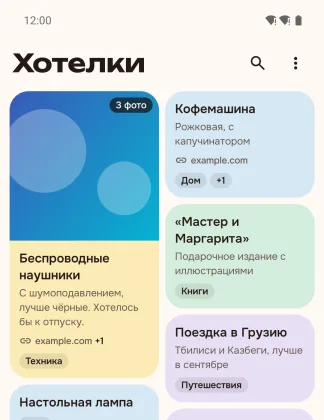 12:00
Хотелки
3 фото
Беспроводные
наушники
С шумоподавлением,
лучше чёрные. Хотелось
бы к отпуску.
example.com +1
Техника
Настольная лампа
Кофемашина
Рожковая, с
капучинатором
example.com
Дом +1
«Мастер и
Маргарита»
Подарочное издание с
иллюстрациями
Книги
Поездка в Грузию
Тбилиси и Казбеги, лучше
в сентябре
Путешествия